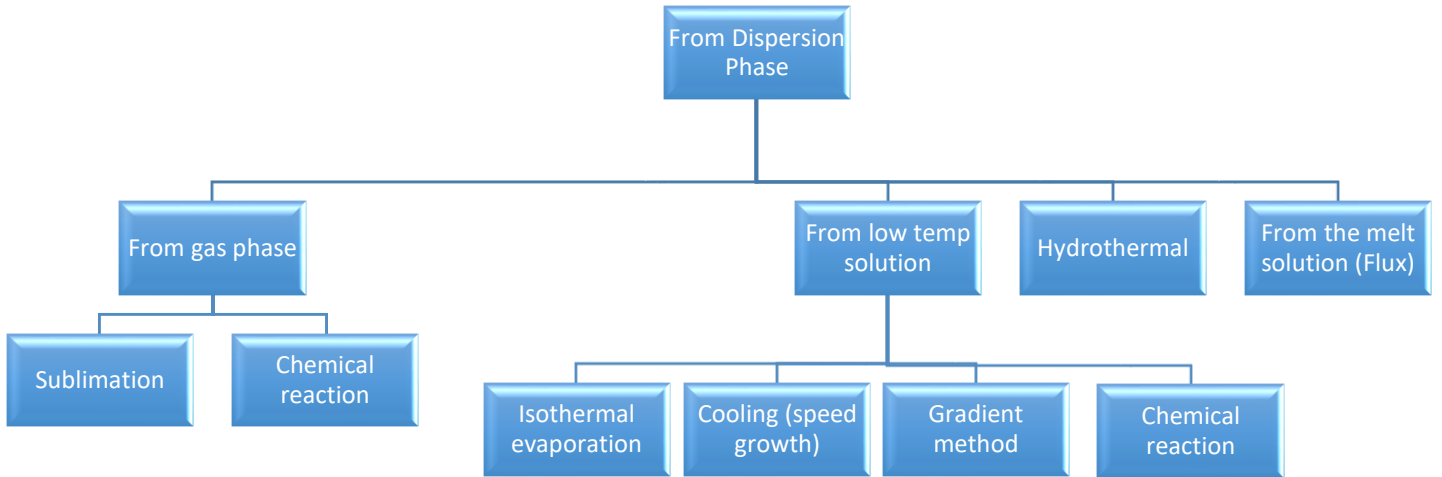 From Dispersion
Phase
From gas phase
From low temp
solution
Hydrothermal
From the melt
solution (Flux)
Sublimation
Chemical
reaction
Isothermal
evaporation
Cooling (speed
growth)
Gradient
method
Chemical
reaction